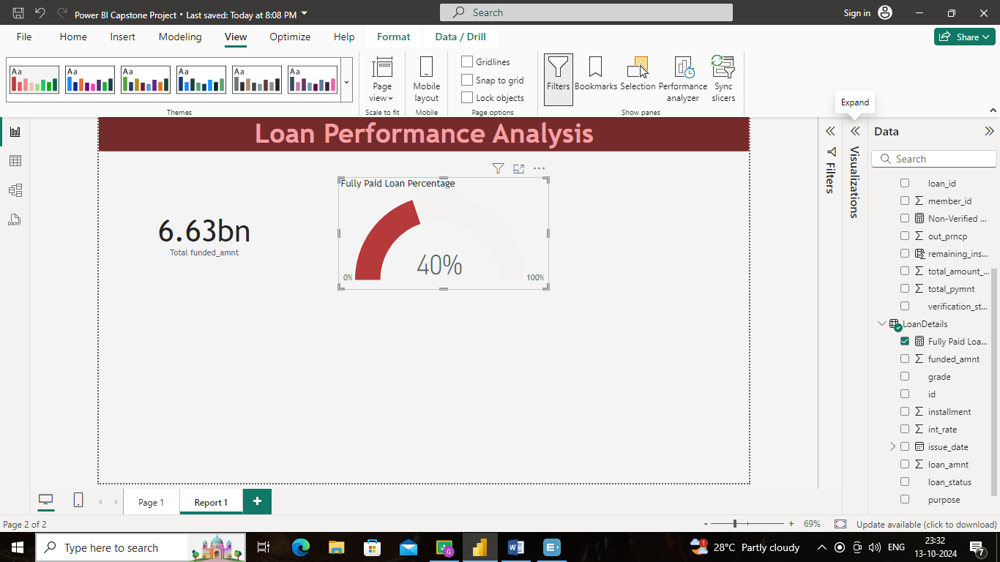 Power BI Capstone Project • Last saved: Today at 8:08 PM
Search
Sign in
File Home Insert Modeling View Optimize Help Format Data / Drill
Share
Aa Aa Aa Aa Aa Aa
Themes
Page view
Scale to fit
Mobile layout
Mobile
Gridlines
Snap to grid
Lock objects
Page options
Filters
Bookmarks
Selection
Performance analyzer
Sync slicers
Show panes
Expand
Loan Performance Analysis
6.63bn
Total funded_amnt
Fully Paid Loan Percentage
40%
0%
100%
Filters
Visualizations
Data
Search
loan_id
member_id
Non-Verified ...
out_prncp
remaining_ins...
total_amount_...
total_pymnt
verification_st...
LoanDetails
Fully Paid Loa...
funded_amnt
grade
id
installment
int_rate
issue_date
loan_amnt
loan_status
purpose
Page 1
Report 1
Page 2 of 2
69%
Update available (click to download)
Type here to search
28°C Partly cloudy
ENG
23:32
13-10-2024
7